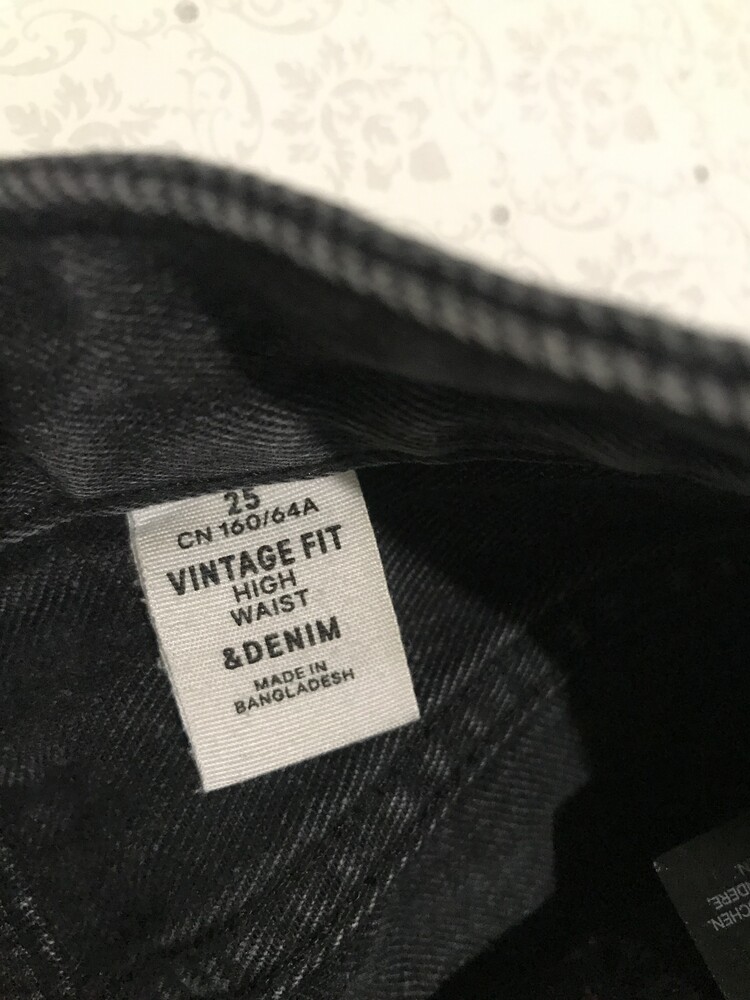 25
CN 160/64A
VINTAGE FIT
HIGH
WAIST
&DENIM
MADE IN
BANGLADESH